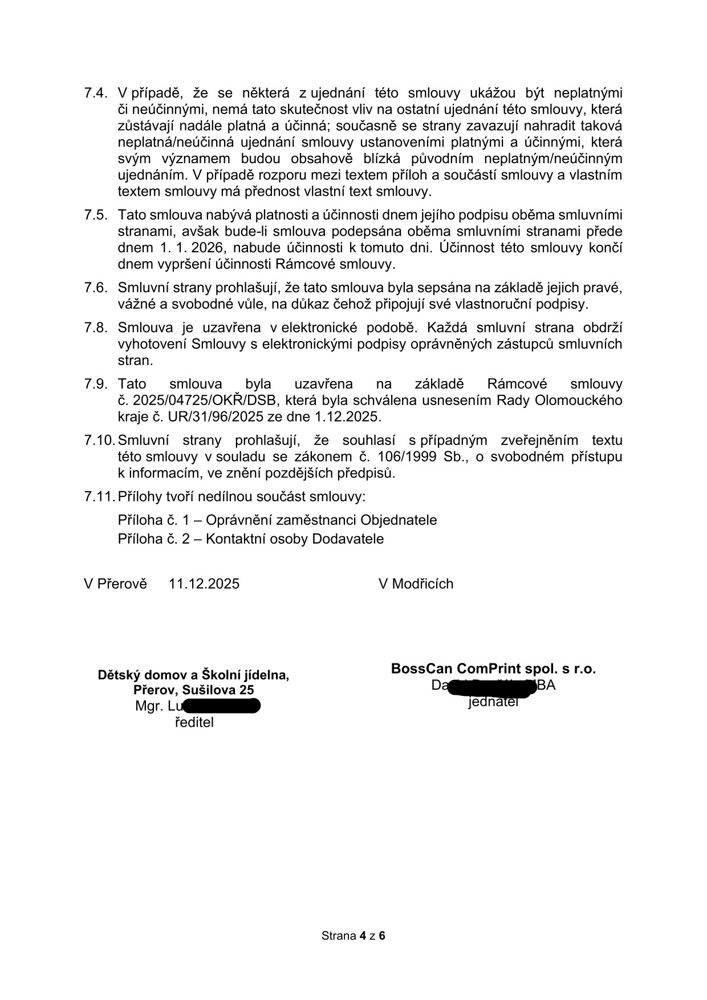 7.4. V případě, že se některá z ujednání této smlouvy ukážou být neplatnými
či neúčinnými, nemá tato skutečnost vliv na ostatní ujednání této smlouvy, která
zůstávají nadále platná a účinná; současně se strany zavazují nahradit taková
neplatná/neúčinná ujednání smlouvy ustanoveními platnými a účinnými, která
svým významem budou obsahově blízká původním neplatným/neúčinným
ujednáním. V případě rozporu mezi textem příloh a součástí smlouvy a vlastním
textem smlouvy má přednost vlastní text smlouvy.
7.5. Tato smlouva nabývá platnosti a účinnosti dnem jejího podpisu oběma smluvními
stranami, avšak bude-li smlouva podepsána oběma smluvními stranami přede
dnem 1. 1. 2026, nabude účinnosti k tomuto dni. Účinnost této smlouvy končí
dnem vypršení účinnosti Rámcové smlouvy.
7.6. Smluvní strany prohlašují, že tato smlouva byla sepsána na základě jejich pravé,
vážné a svobodné vůle, na důkaz čehož připojují své vlastnoruční podpisy.
7.8. Smlouva je uzavřena v elektronické podobě. Každá smluvní strana obdrží
vyhotovení Smlouvy s elektronickými podpisy oprávněných zástupců smluvních
stran.
7.9. Tato smlouva byla uzavřena na základě Rámcové smlouvy
č. 2025/04725/OKŘ/DSB, která byla schválena usnesením Rady Olomouckého
kraje č. UR/31/96/2025 ze dne 1.12.2025.
7.10. Smluvní strany prohlašují, že souhlasí s případným zveřejněním textu
této smlouvy v souladu se zákonem č. 106/1999 Sb., o svobodném přístupu
k informacím, ve znění pozdějších předpisů.
7.11. Přílohy tvoří nedílnou součást smlouvy:
Příloha č. 1 – Oprávnění zaměstnanci Objednatele
Příloha č. 2 – Kontaktní osoby Dodavatele
V Přerově 11.12.2025 V Modřicích
BossCan ComPrint spol. s r.o.
Da BA
jednatel
Dětský domov a Školní jídelna,
Přerov, Sušilova 25
Mgr. Lu
ředitel
Strana 4 z 6